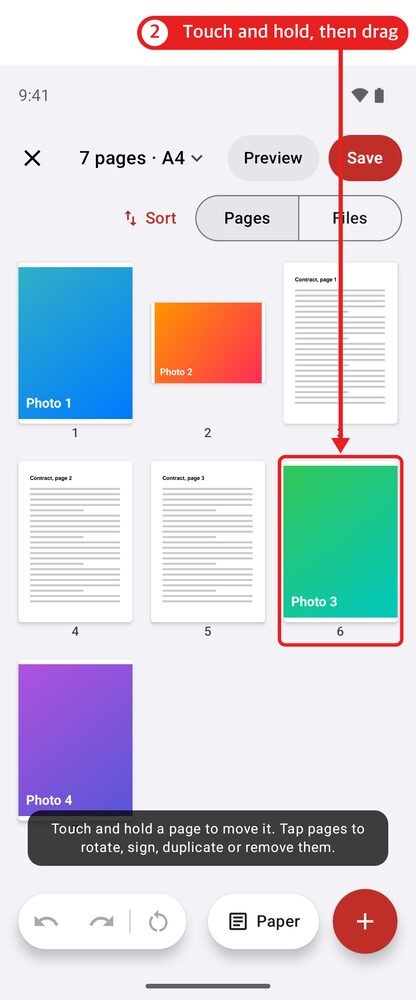 2 Touch and hold, then drag
9:41
7 pages · A4 Preview Save
Sort Pages Files
Photo 1
Photo 2
Contract, page 1
1 2 3
Contract, page 2
Contract, page 3
Photo 3
4 5 6
Photo 4
Touch and hold a page to move it. Tap pages to
rotate, sign, duplicate or remove them.
Paper